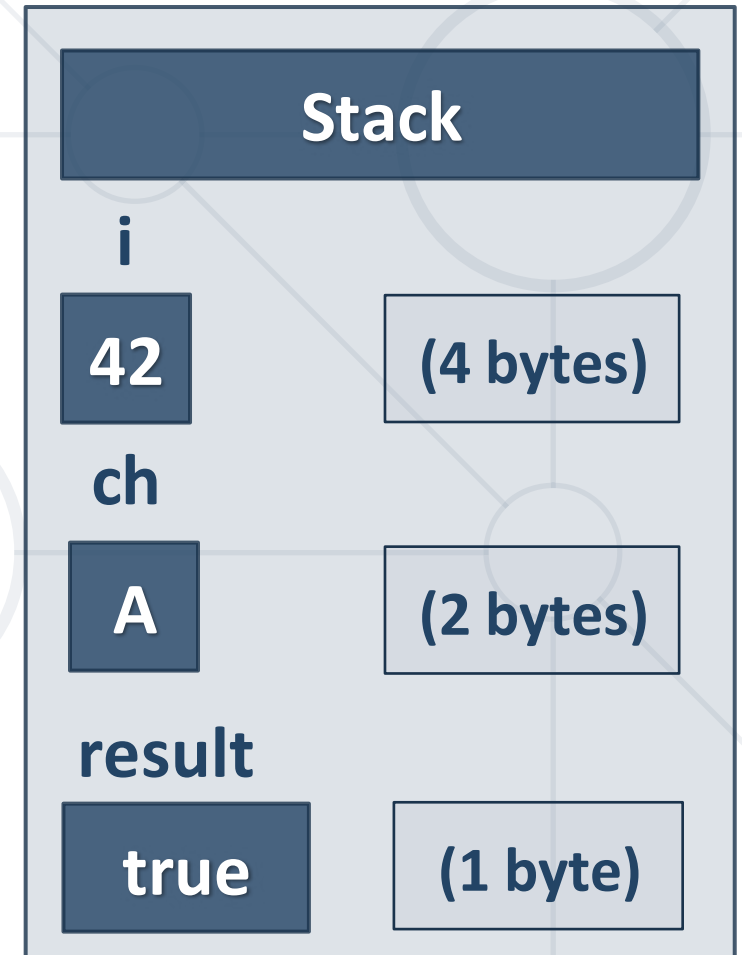 Stack
i
42 (4 bytes)
ch
A (2 bytes)
result
true (1 byte)